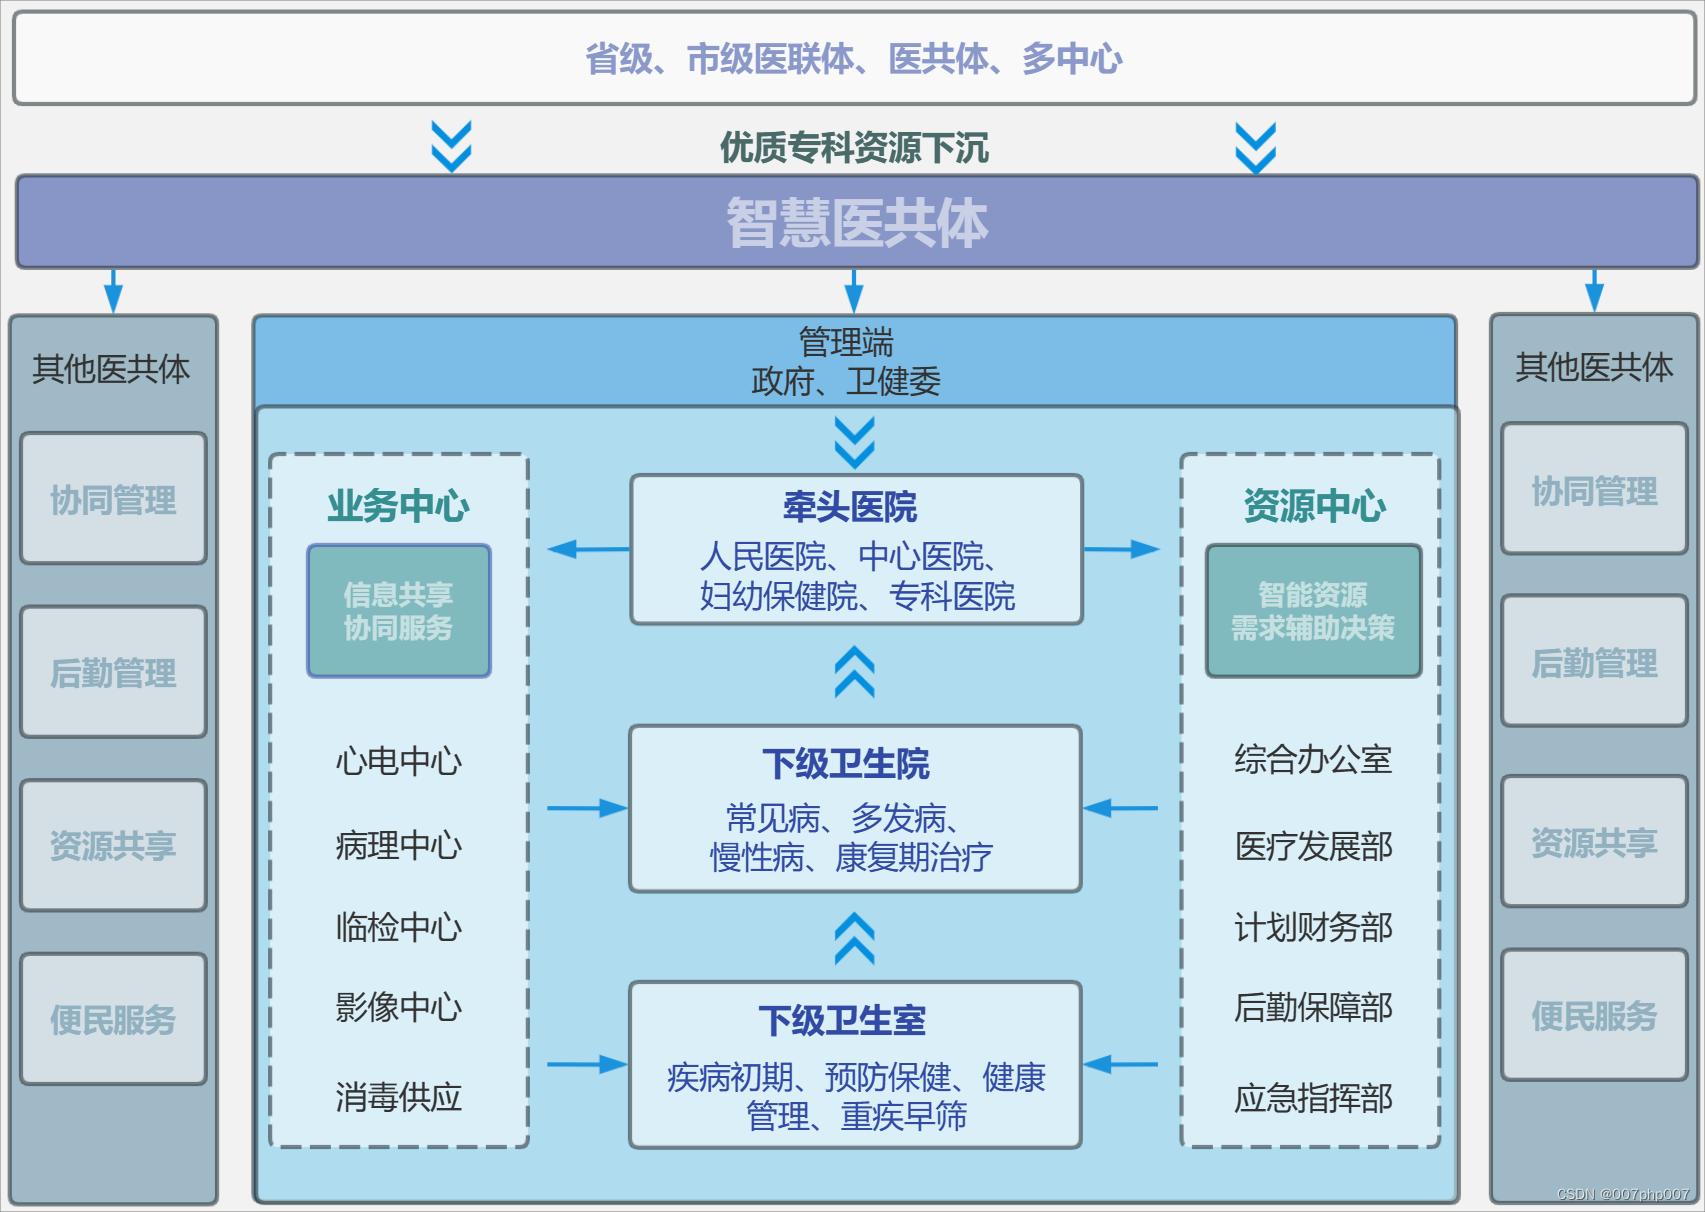 省级、市级医联体、医共体、多中心
优质专科资源下沉
智慧医共体
其他医共体
协同管理
后勤管理
资源共享
便民服务
管理端
政府、卫健委
业务中心
信息共享
协同服务
心电中心
病理中心
临检中心
影像中心
消毒供应
牵头医院
人民医院、中心医院、
妇幼保健院、专科医院
下级卫生院
常见病、多发病、
慢性病、康复期治疗
下级卫生室
疾病初期、预防保健、健康
管理、重疾早筛
资源中心
智能资源
需求辅助决策
综合办公室
医疗发展部
计划财务部
后勤保障部
应急指挥部
其他医共体
协同管理
后勤管理
资源共享
便民服务
CSDN @007php007